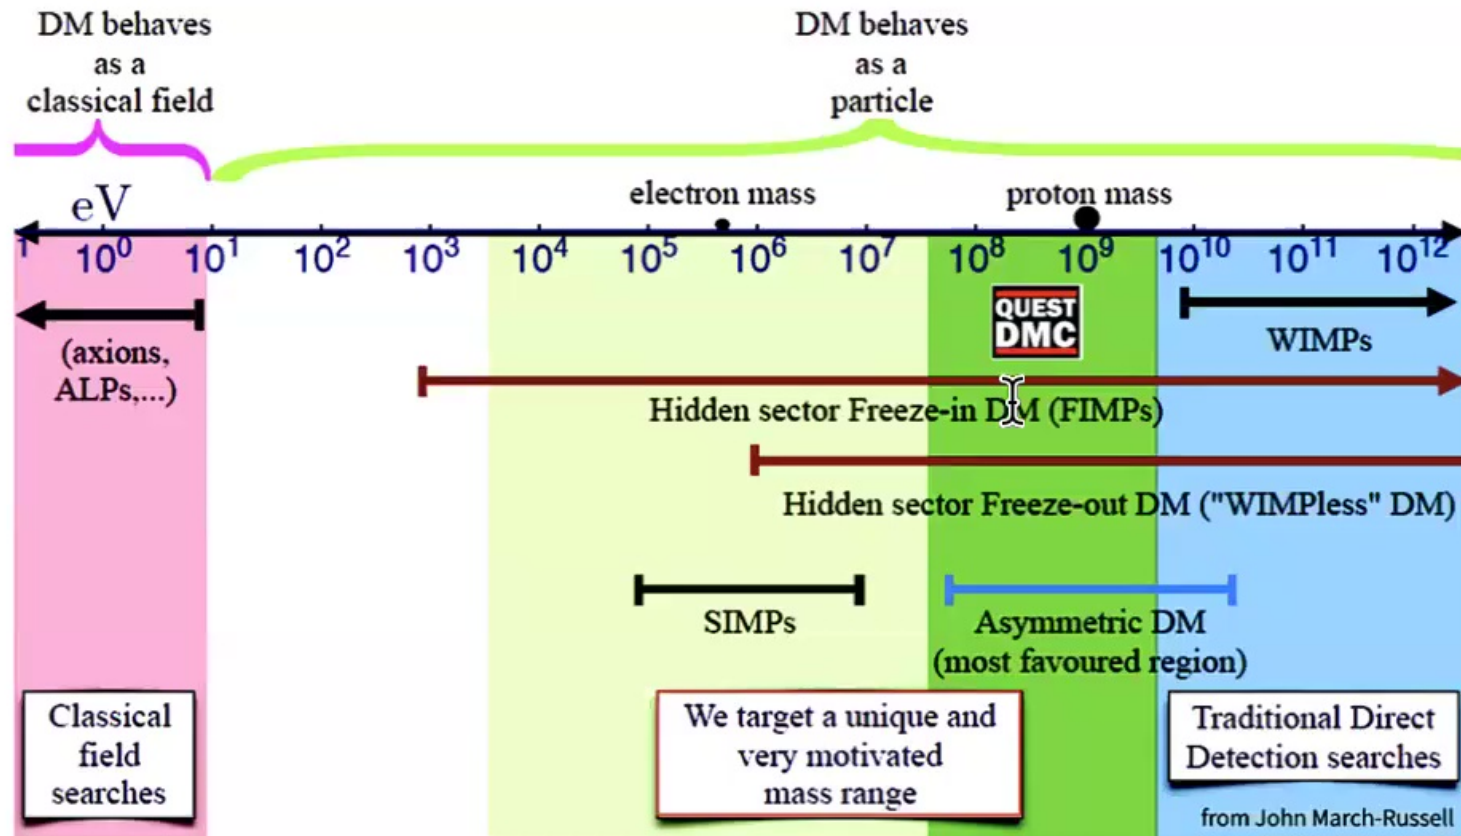 DM behaves
as a
classical field
DM behaves
as a
particle
eV
electron mass
proton mass
10⁰ 10¹ 10² 10³ 10⁴ 10⁵ 10⁶ 10⁷ 10⁸ 10⁹ 10¹⁰ 10¹¹ 10¹²
(axions,
ALPs,...)
QUEST
DMC
WIMPs
Hidden sector Freeze-in DM (FIMPs)
Hidden sector Freeze-out DM ("WIMPless" DM)
SIMPs
Asymmetric DM
(most favoured region)
Classical
field
searches
We target a unique and
very motivated
mass range
Traditional Direct
Detection searches
from John March-Russell